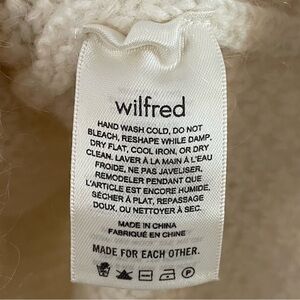 wilfred
HAND WASH COLD, DO NOT
BLEACH, RESHAPE WHILE DAMP.
DRY FLAT, COOL IRON, OR DRY
CLEAN. LAVER À LA MAIN À L'EAU
FROIDE, NE PAS JAVELISER.
REMODELER PENDANT QUE
L'ARTICLE EST ENCORE HUMIDE,
SÉCHER À PLAT, REPASSAGE
DOUX, OU NETTOYER À SEC.
MADE IN CHINA
FABRIQUÉ EN CHINE
MADE FOR EACH OTHER.